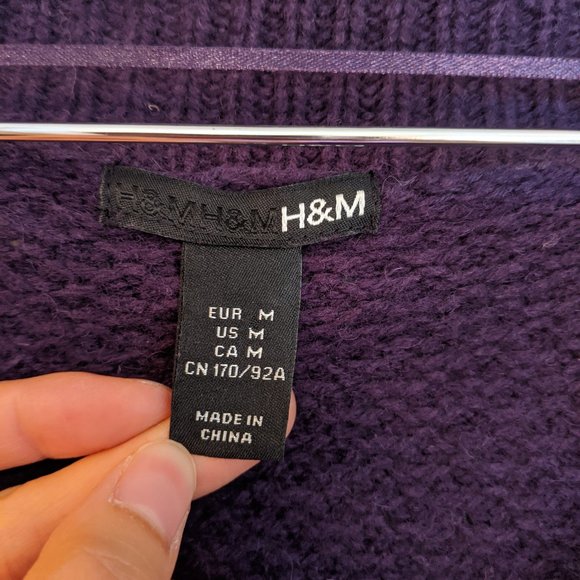 H&M H&M H&M
EUR M
US M
CA M
CN 170/92A
MADE IN
CHINA